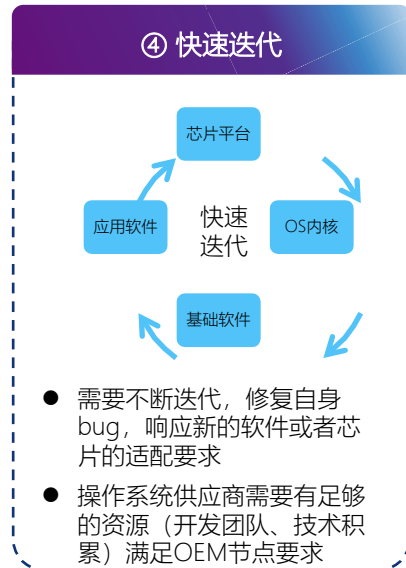 ④ 快速迭代
芯片平台
应用软件
快速
迭代
OS内核
基础软件
● 需要不断迭代，修复自身
bug，响应新的软件或者芯
片的适配要求
● 操作系统供应商需要有足够
的资源（开发团队、技术积
累）满足OEM节点要求